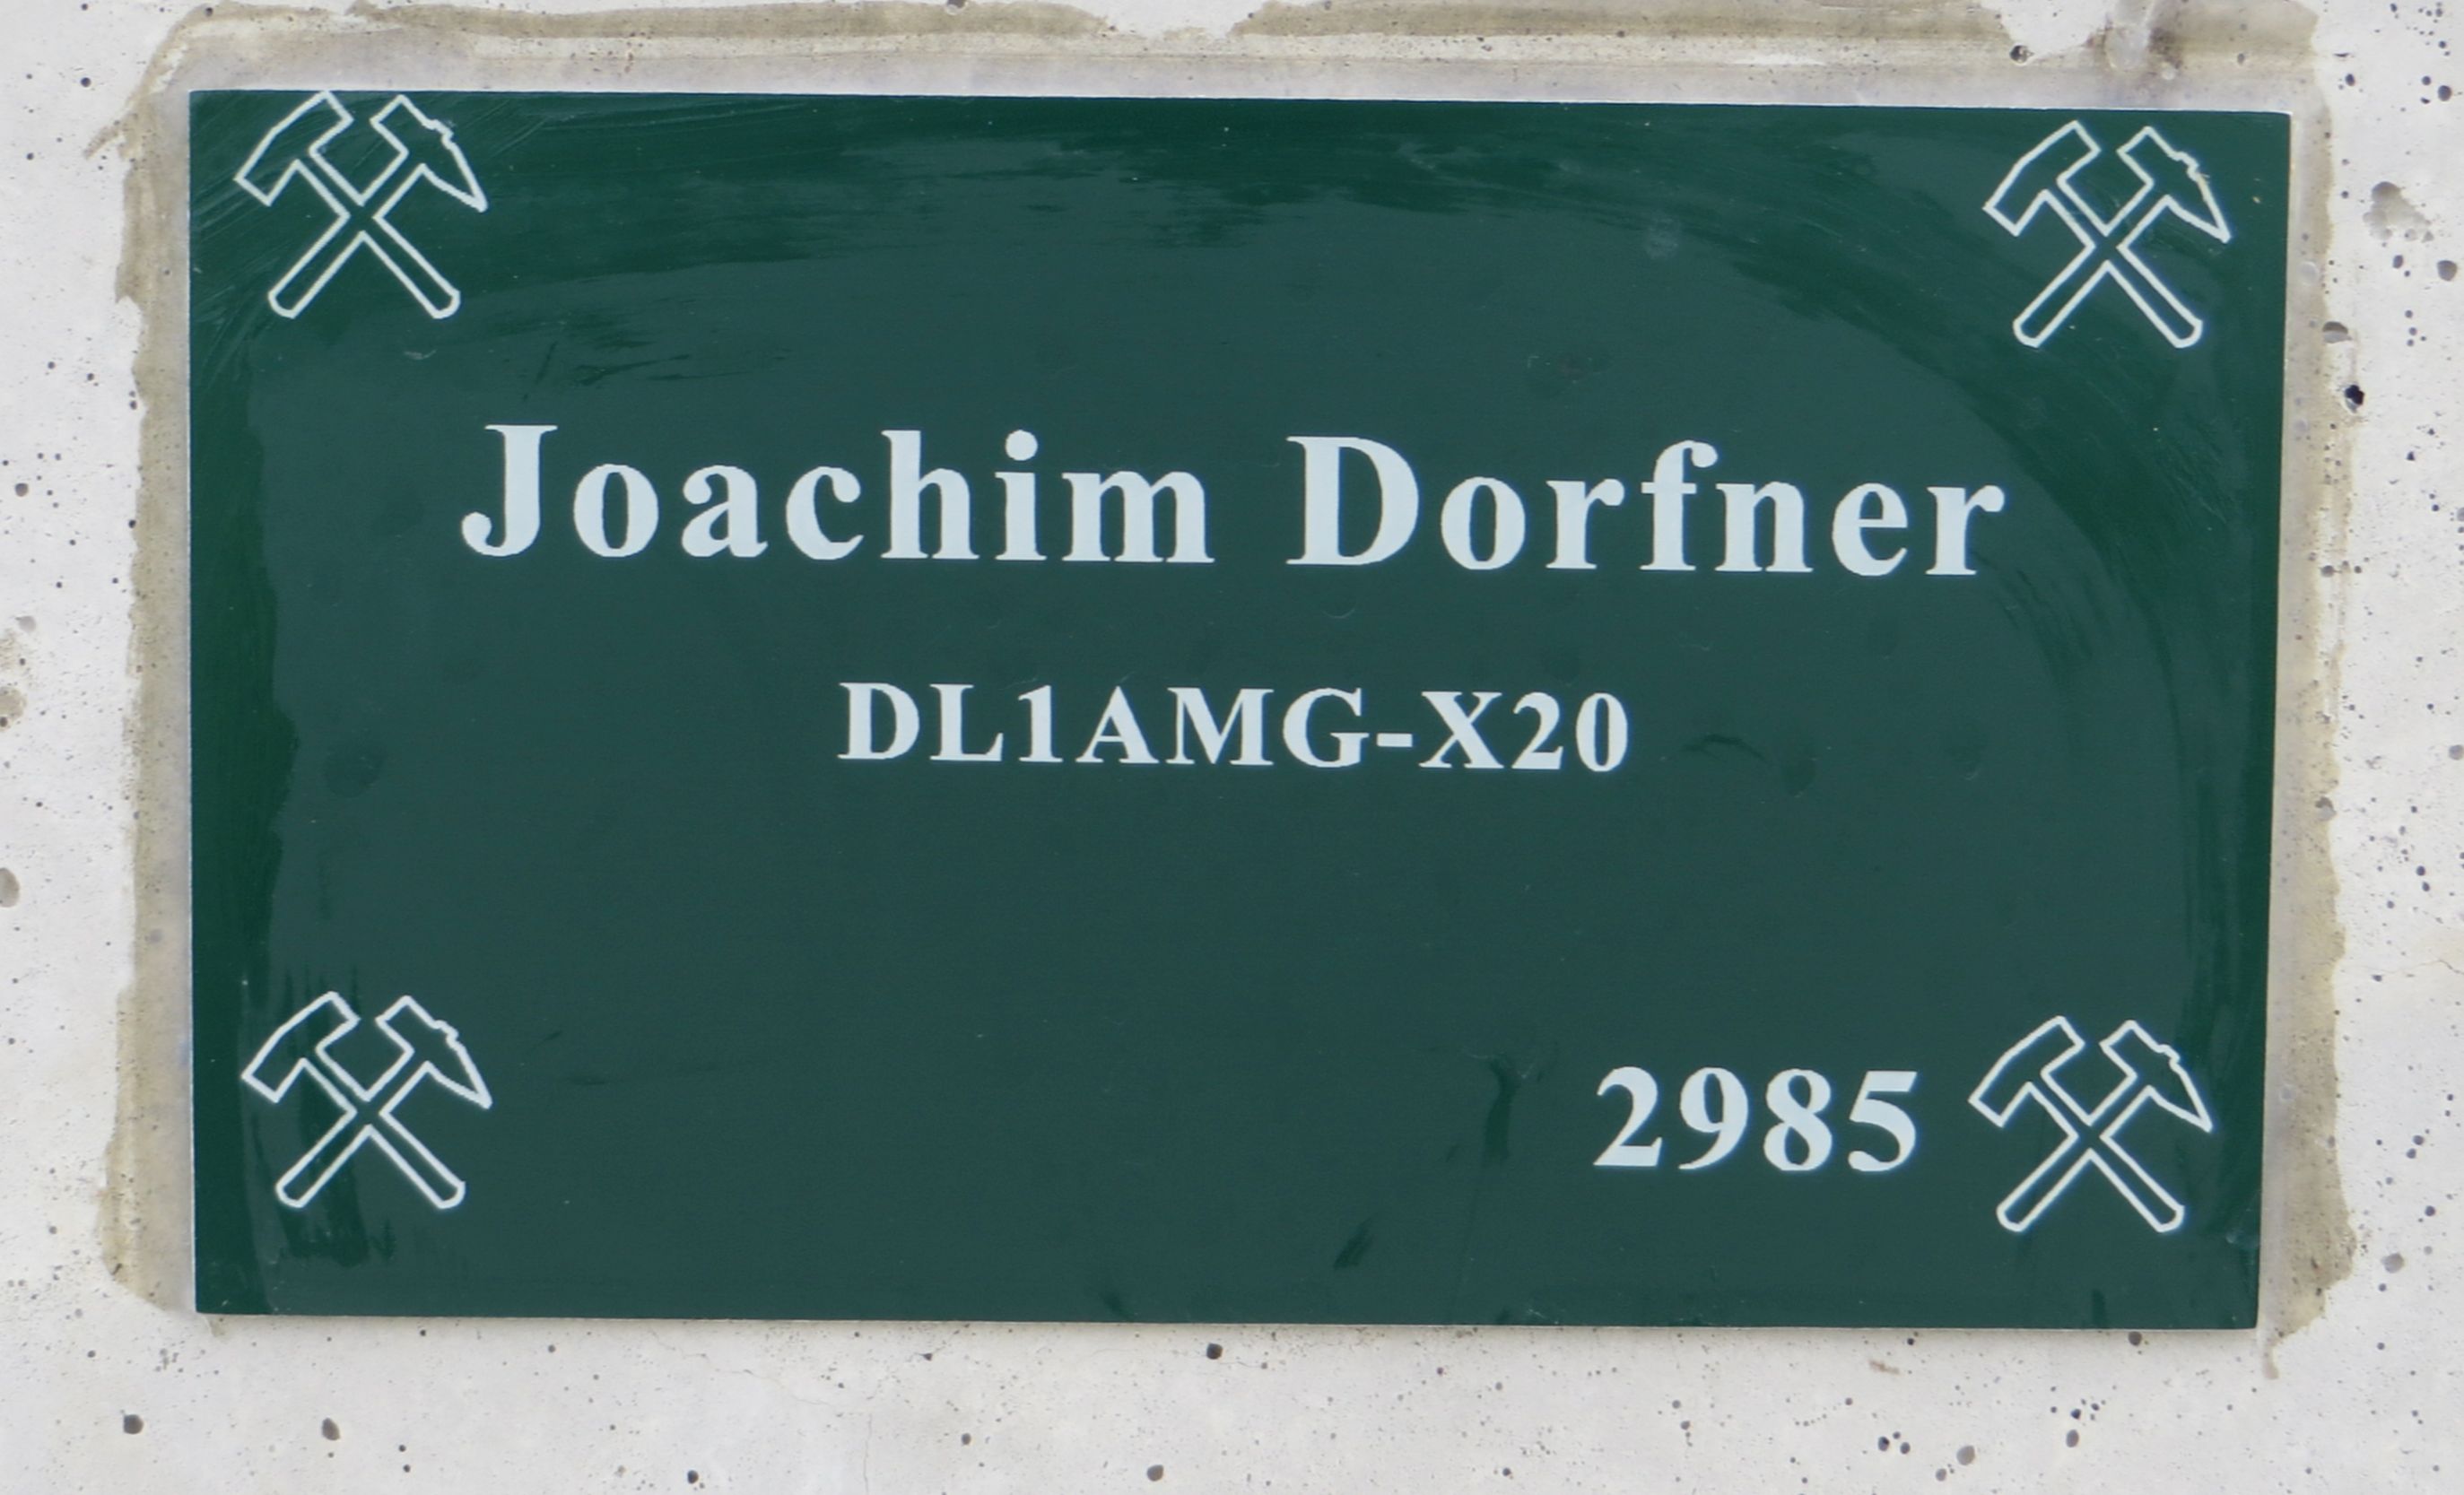 Joachim Dorfner
DL1AMG-X20
2985